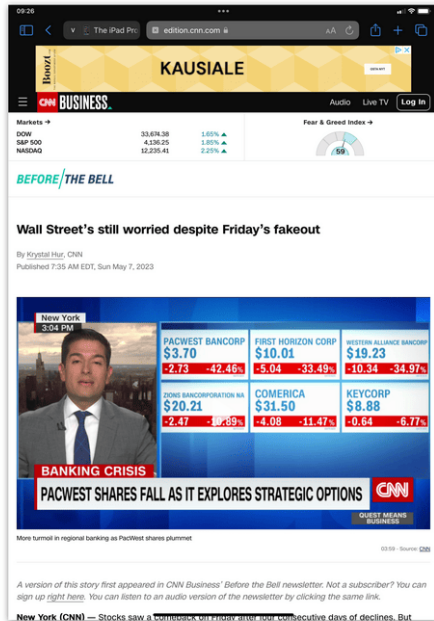 09:26
The iPad Pro
edition.cnn.com
AA
Boozt.
KAUSIALE
CNN BUSINESS
Audio Live TV Log In
Markets →
DOW 33,674.38 1.65% ▲
S&P 500 4,136.25 1.85% ▲
NASDAQ 12,235.41 2.25% ▲
Fear & Greed Index →
59
BEFORE/THE BELL
Wall Street's still worried despite Friday's fakeout
By Krystal Hur, CNN
Published 7:35 AM EDT, Sun May 7, 2023
New York
3:04 PM
PACWEST BANCORP
$3.70
-2.73 -42.46%
FIRST HORIZON CORP
$10.01
-5.04 -33.49%
WESTERN ALLIANCE BANCORP
$19.23
-10.34 -34.97%
ZIONS BANCORPORATION NA
$20.21
-2.47 -10.89%
COMERICA
$31.50
-4.08 -11.47%
KEYCORP
$8.88
-0.64 -6.77%
BANKING CRISIS
PACWEST SHARES FALL AS IT EXPLORES STRATEGIC OPTIONS
CNN
QUEST MEANS
BUSINESS
More turmoil in regional banking as PacWest shares plummet
03:59 - Source: CNN
A version of this story first appeared in CNN Business' Before the Bell newsletter. Not a subscriber? You can
sign up right here. You can listen to an audio version of the newsletter by clicking the same link.
New York (CNN) — Stocks saw a comeback on Friday after four consecutive days of declines. But